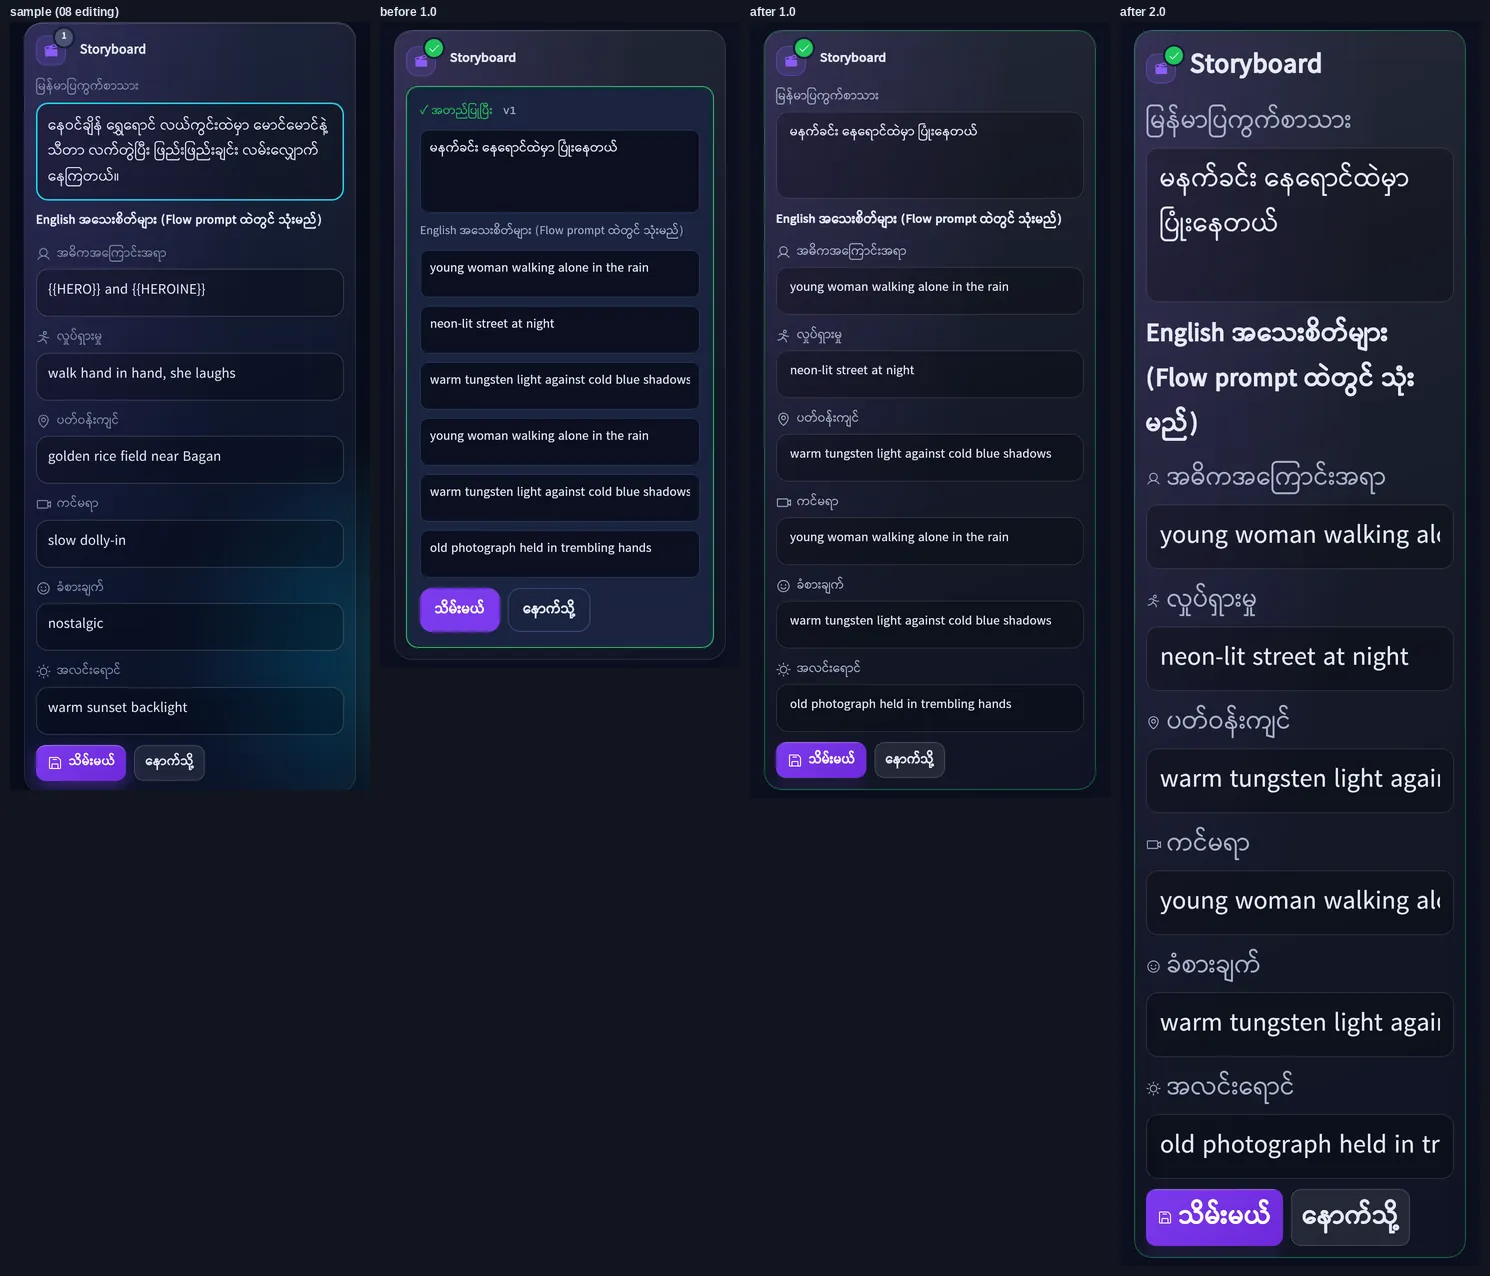 sample (08 editing)
1
Storyboard
မြန်မာပြကွက်စာသား
နေဝင်ချိန် ရွှေရောင် လယ်ကွင်းထဲမှာ မောင်မောင်နဲ့
သီတာ လက်တွဲပြီး ဖြည်းဖြည်းချင်း လမ်းလျှောက်
နေကြတယ်။
English အသေးစိတ်များ (Flow prompt ထဲတွင် သုံးမည်)
အဓိကအကြောင်းအရာ
{{HERO}} and {{HEROINE}}
လှုပ်ရှားမှု
walk hand in hand, she laughs
ပတ်ဝန်းကျင်
golden rice field near Bagan
ကင်မရာ
slow dolly-in
ခံစားချက်
nostalgic
အလင်းရောင်
warm sunset backlight
သိမ်းမယ်
နောက်သို့
before 1.0
Storyboard
✓ အတည်ပြုပြီး v1
မနက်ခင်း နေရောင်ထဲမှာ ပြုံးနေတယ်
English အသေးစိတ်များ (Flow prompt ထဲတွင် သုံးမည်)
young woman walking alone in the rain
neon-lit street at night
warm tungsten light against cold blue shadows
young woman walking alone in the rain
warm tungsten light against cold blue shadows
old photograph held in trembling hands
သိမ်းမယ်
နောက်သို့
after 1.0
Storyboard
မြန်မာပြကွက်စာသား
မနက်ခင်း နေရောင်ထဲမှာ ပြုံးနေတယ်
English အသေးစိတ်များ (Flow prompt ထဲတွင် သုံးမည်)
အဓိကအကြောင်းအရာ
young woman walking alone in the rain
လှုပ်ရှားမှု
neon-lit street at night
ပတ်ဝန်းကျင်
warm tungsten light against cold blue shadows
ကင်မရာ
young woman walking alone in the rain
ခံစားချက်
warm tungsten light against cold blue shadows
အလင်းရောင်
old photograph held in trembling hands
သိမ်းမယ်
နောက်သို့
after 2.0
Storyboard
မြန်မာပြကွက်စာသား
မနက်ခင်း နေရောင်ထဲမှာ
ပြုံးနေတယ်
English အသေးစိတ်များ
(Flow prompt ထဲတွင် သုံး
မည်)
အဓိကအကြောင်းအရာ
young woman walking al
လှုပ်ရှားမှု
neon-lit street at night
ပတ်ဝန်းကျင်
warm tungsten light agai
ကင်မရာ
young woman walking al
ခံစားချက်
warm tungsten light agai
အလင်းရောင်
old photograph held in tr
သိမ်းမယ်
နောက်သို့